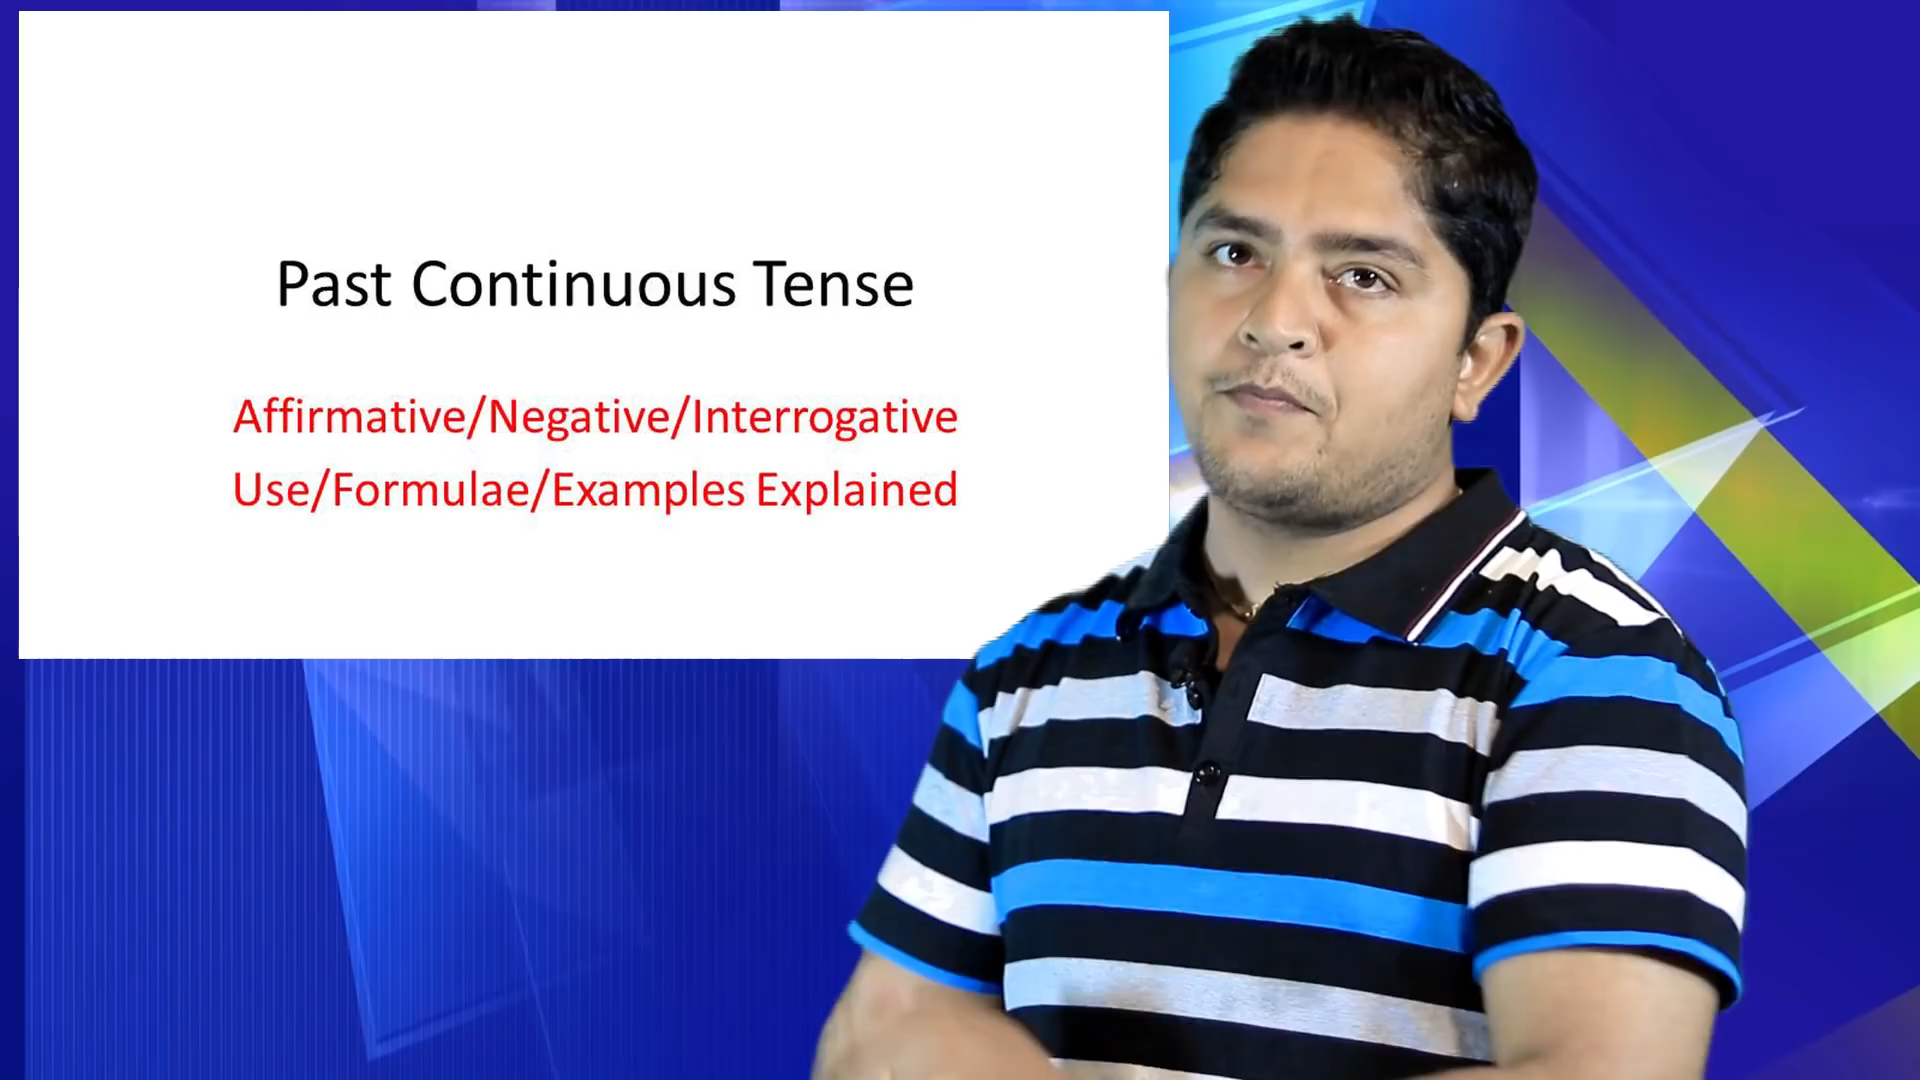 Past Continuous Tense
Affirmative/Negative/Interrogative
Use/Formulae/Examples Explained